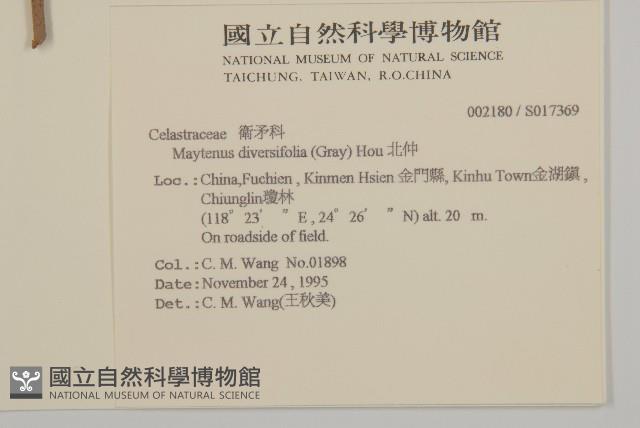 國立自然科學博物館
NATIONAL MUSEUM OF NATURAL SCIENCE
TAICHUNG. TAIWAN, R.O.CHINA
002180 / S017369
Celastraceae 衛矛科
Maytenus diversifolia (Gray) Hou 北仲
Loc.: China,Fuchien , Kinmen Hsien 金門縣, Kinhu Town金湖鎮 ,
Chiunglin瓊林
(118° 23′ ″ E , 24° 26′ ″ N) alt. 20 m.
On roadside of field.
Col.: C. M. Wang No.01898
Date: November 24 , 1995
Det.: C. M. Wang(王秋美)
國立自然科學博物館
NATIONAL MUSEUM OF NATURAL SCIENCE